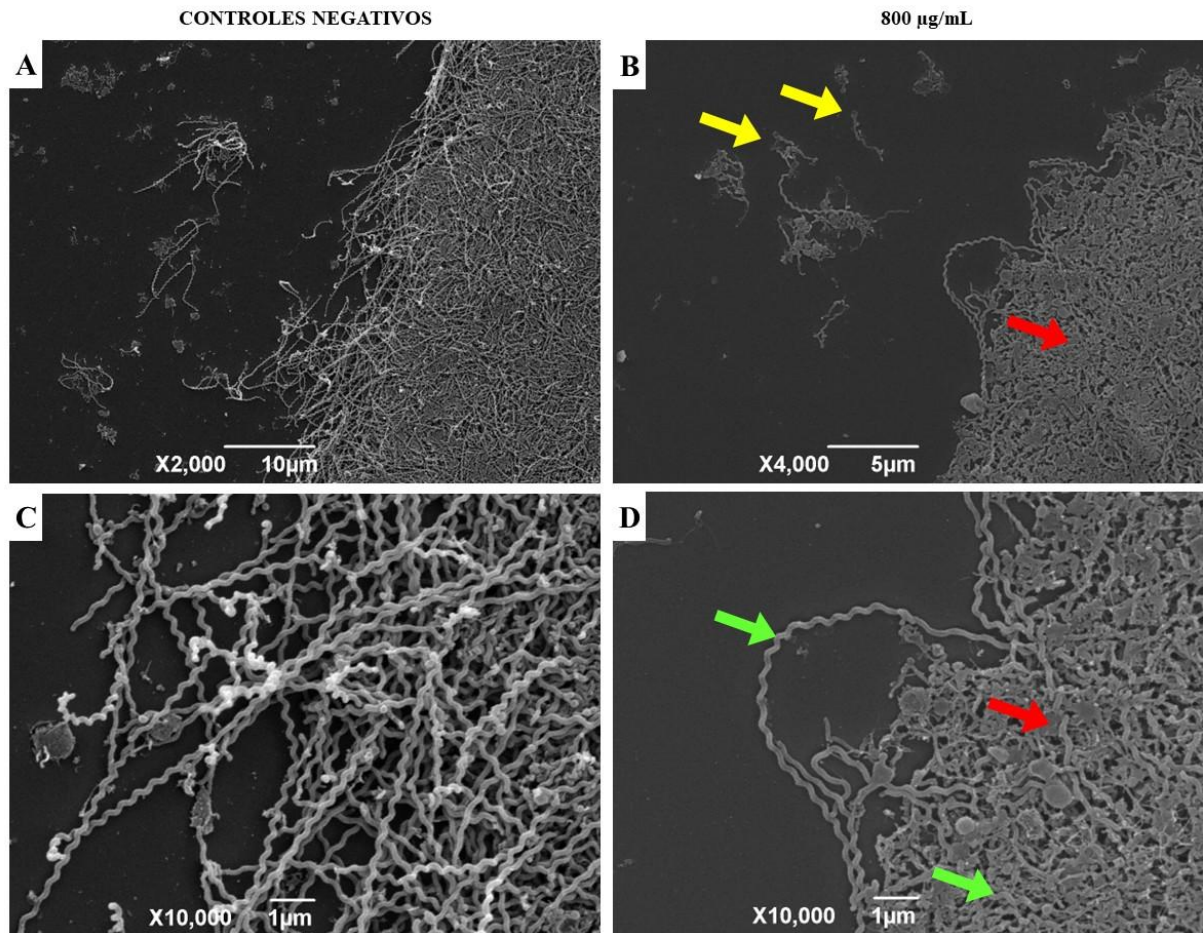 CONTROLES NEGATIVOS
800 µg/mL
A
B
X2,000 10µm
X4,000 5µm
C
D
X10,000 1µm
X10,000 1µm